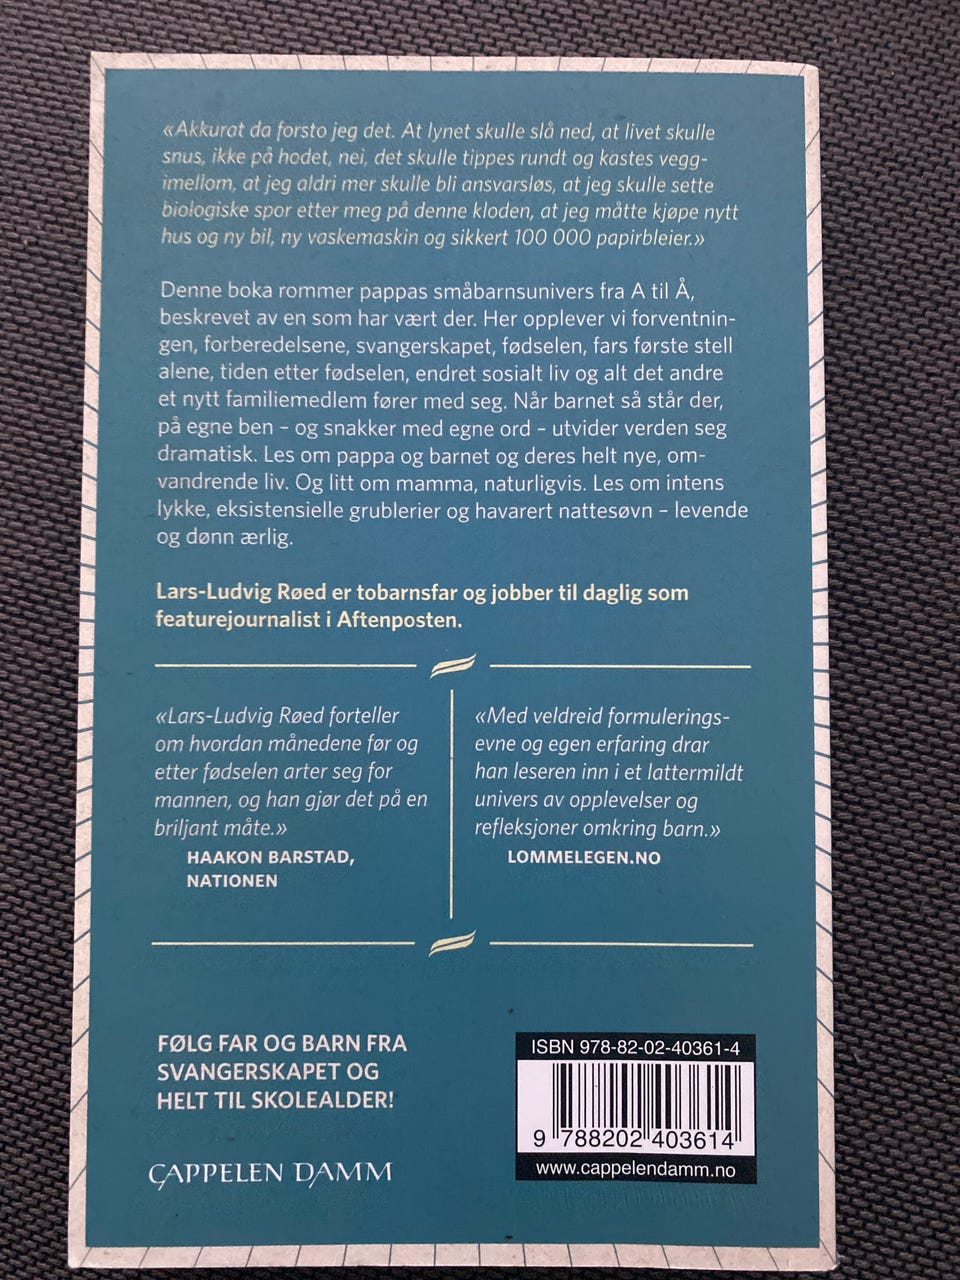 «Akkurat da forsto jeg det. At lynet skulle slå ned, at livet skulle
snus, ikke på hodet, nei, det skulle tippes rundt og kastes vegg-
imellom, at jeg aldri mer skulle bli ansvarsløs, at jeg skulle sette
biologiske spor etter meg på denne kloden, at jeg måtte kjøpe nytt
hus og ny bil, ny vaskemaskin og sikkert 100 000 papirbleier.»
Denne boka rommer pappas småbarnsunivers fra A til Å,
beskrevet av en som har vært der. Her opplever vi forventnin-
gen, forberedelsene, svangerskapet, fødselen, fars første stell
alene, tiden etter fødselen, endret sosialt liv og alt det andre
et nytt familiemedlem fører med seg. Når barnet så står der,
på egne ben – og snakker med egne ord – utvider verden seg
dramatisk. Les om pappa og barnet og deres helt nye, om-
vandrende liv. Og litt om mamma, naturligvis. Les om intens
lykke, eksistensielle grublerier og havarert nattesøvn – levende
og dønn ærlig.
Lars-Ludvig Røed er tobarnsfar og jobber til daglig som
featurejournalist i Aftenposten.
«Lars-Ludvig Røed forteller
om hvordan månedene før og
etter fødselen arter seg for
mannen, og han gjør det på en
briljant måte.»
HAAKON BARSTAD,
NATIONEN
«Med veldreid formulerings-
evne og egen erfaring drar
han leseren inn i et lattermildt
univers av opplevelser og
refleksjoner omkring barn.»
LOMMELEGEN.NO
FØLG FAR OG BARN FRA
SVANGERSKAPET OG
HELT TIL SKOLEALDER!
CAPPELEN DAMM
ISBN 978-82-02-40361-4
9 788202 403614
www.cappelendamm.no